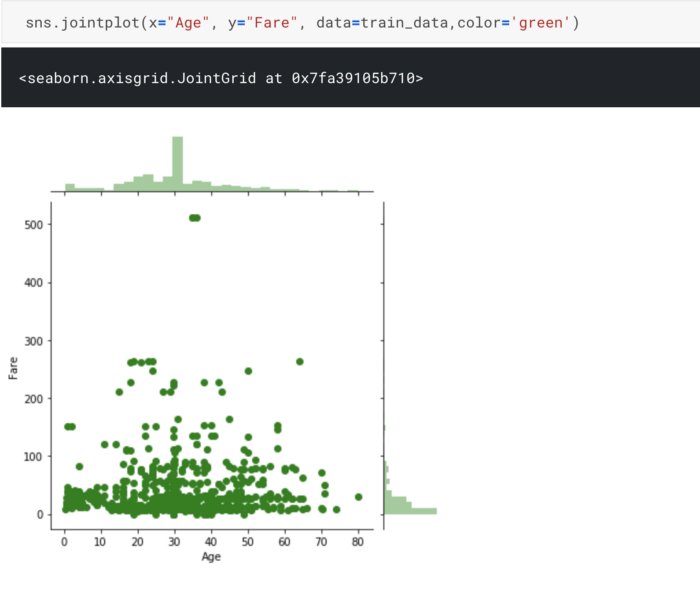 sns.jointplot(x="Age", y="Fare", data=train_data,color='green')
<seaborn.axisgrid.JointGrid at 0x7fa39105b710>
500
400
300
200
100
0
Fare
0 10 20 30 40 50 60 70 80
Age